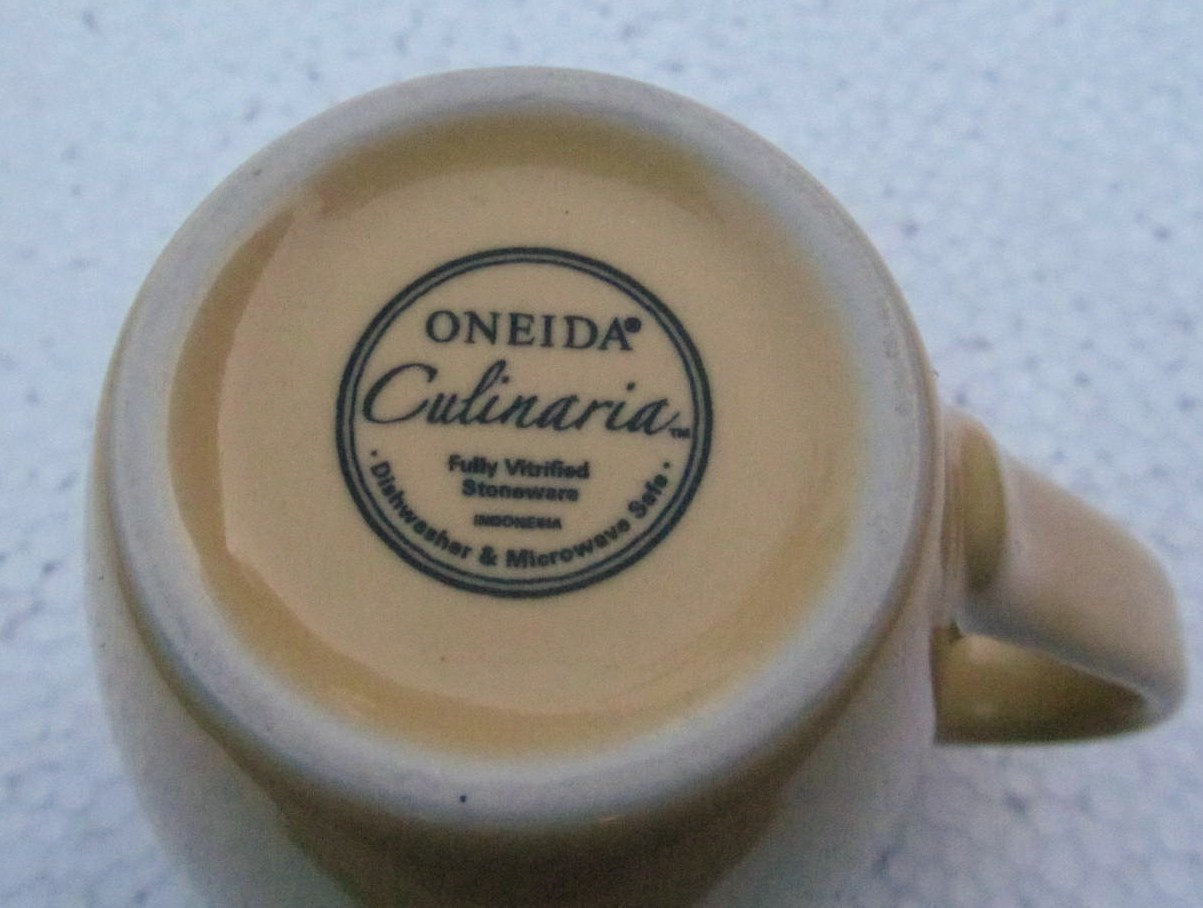 ONEIDA®
Culinaria™
Fully Vitrified
Stoneware
INDONESIA
· Dishwasher & Microwave Safe ·